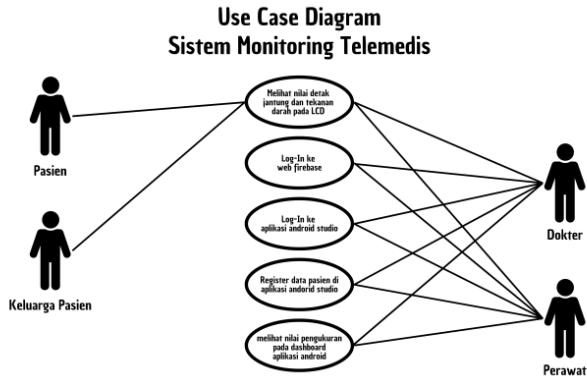 Use Case Diagram
Sistem Monitoring Telemedis
Melihat nilai detak
jantung dan tekanan
darah pada LCD
Pasien
Log-In ke
web firebase
Log-In ke
aplikasi android studio
Dokter
Keluarga Pasien
Register data pasien di
aplikasi andorid studio
melihat nilai pengukuran
pada dashboard
aplikasi android
Perawat